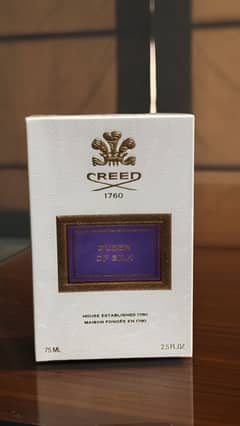 CREED
1760
QUEEN
OF SILK
HOUSE ESTABLISHED 1760
MAISON FONDÉE EN 1760
75 ML 2.5 FL.OZ.